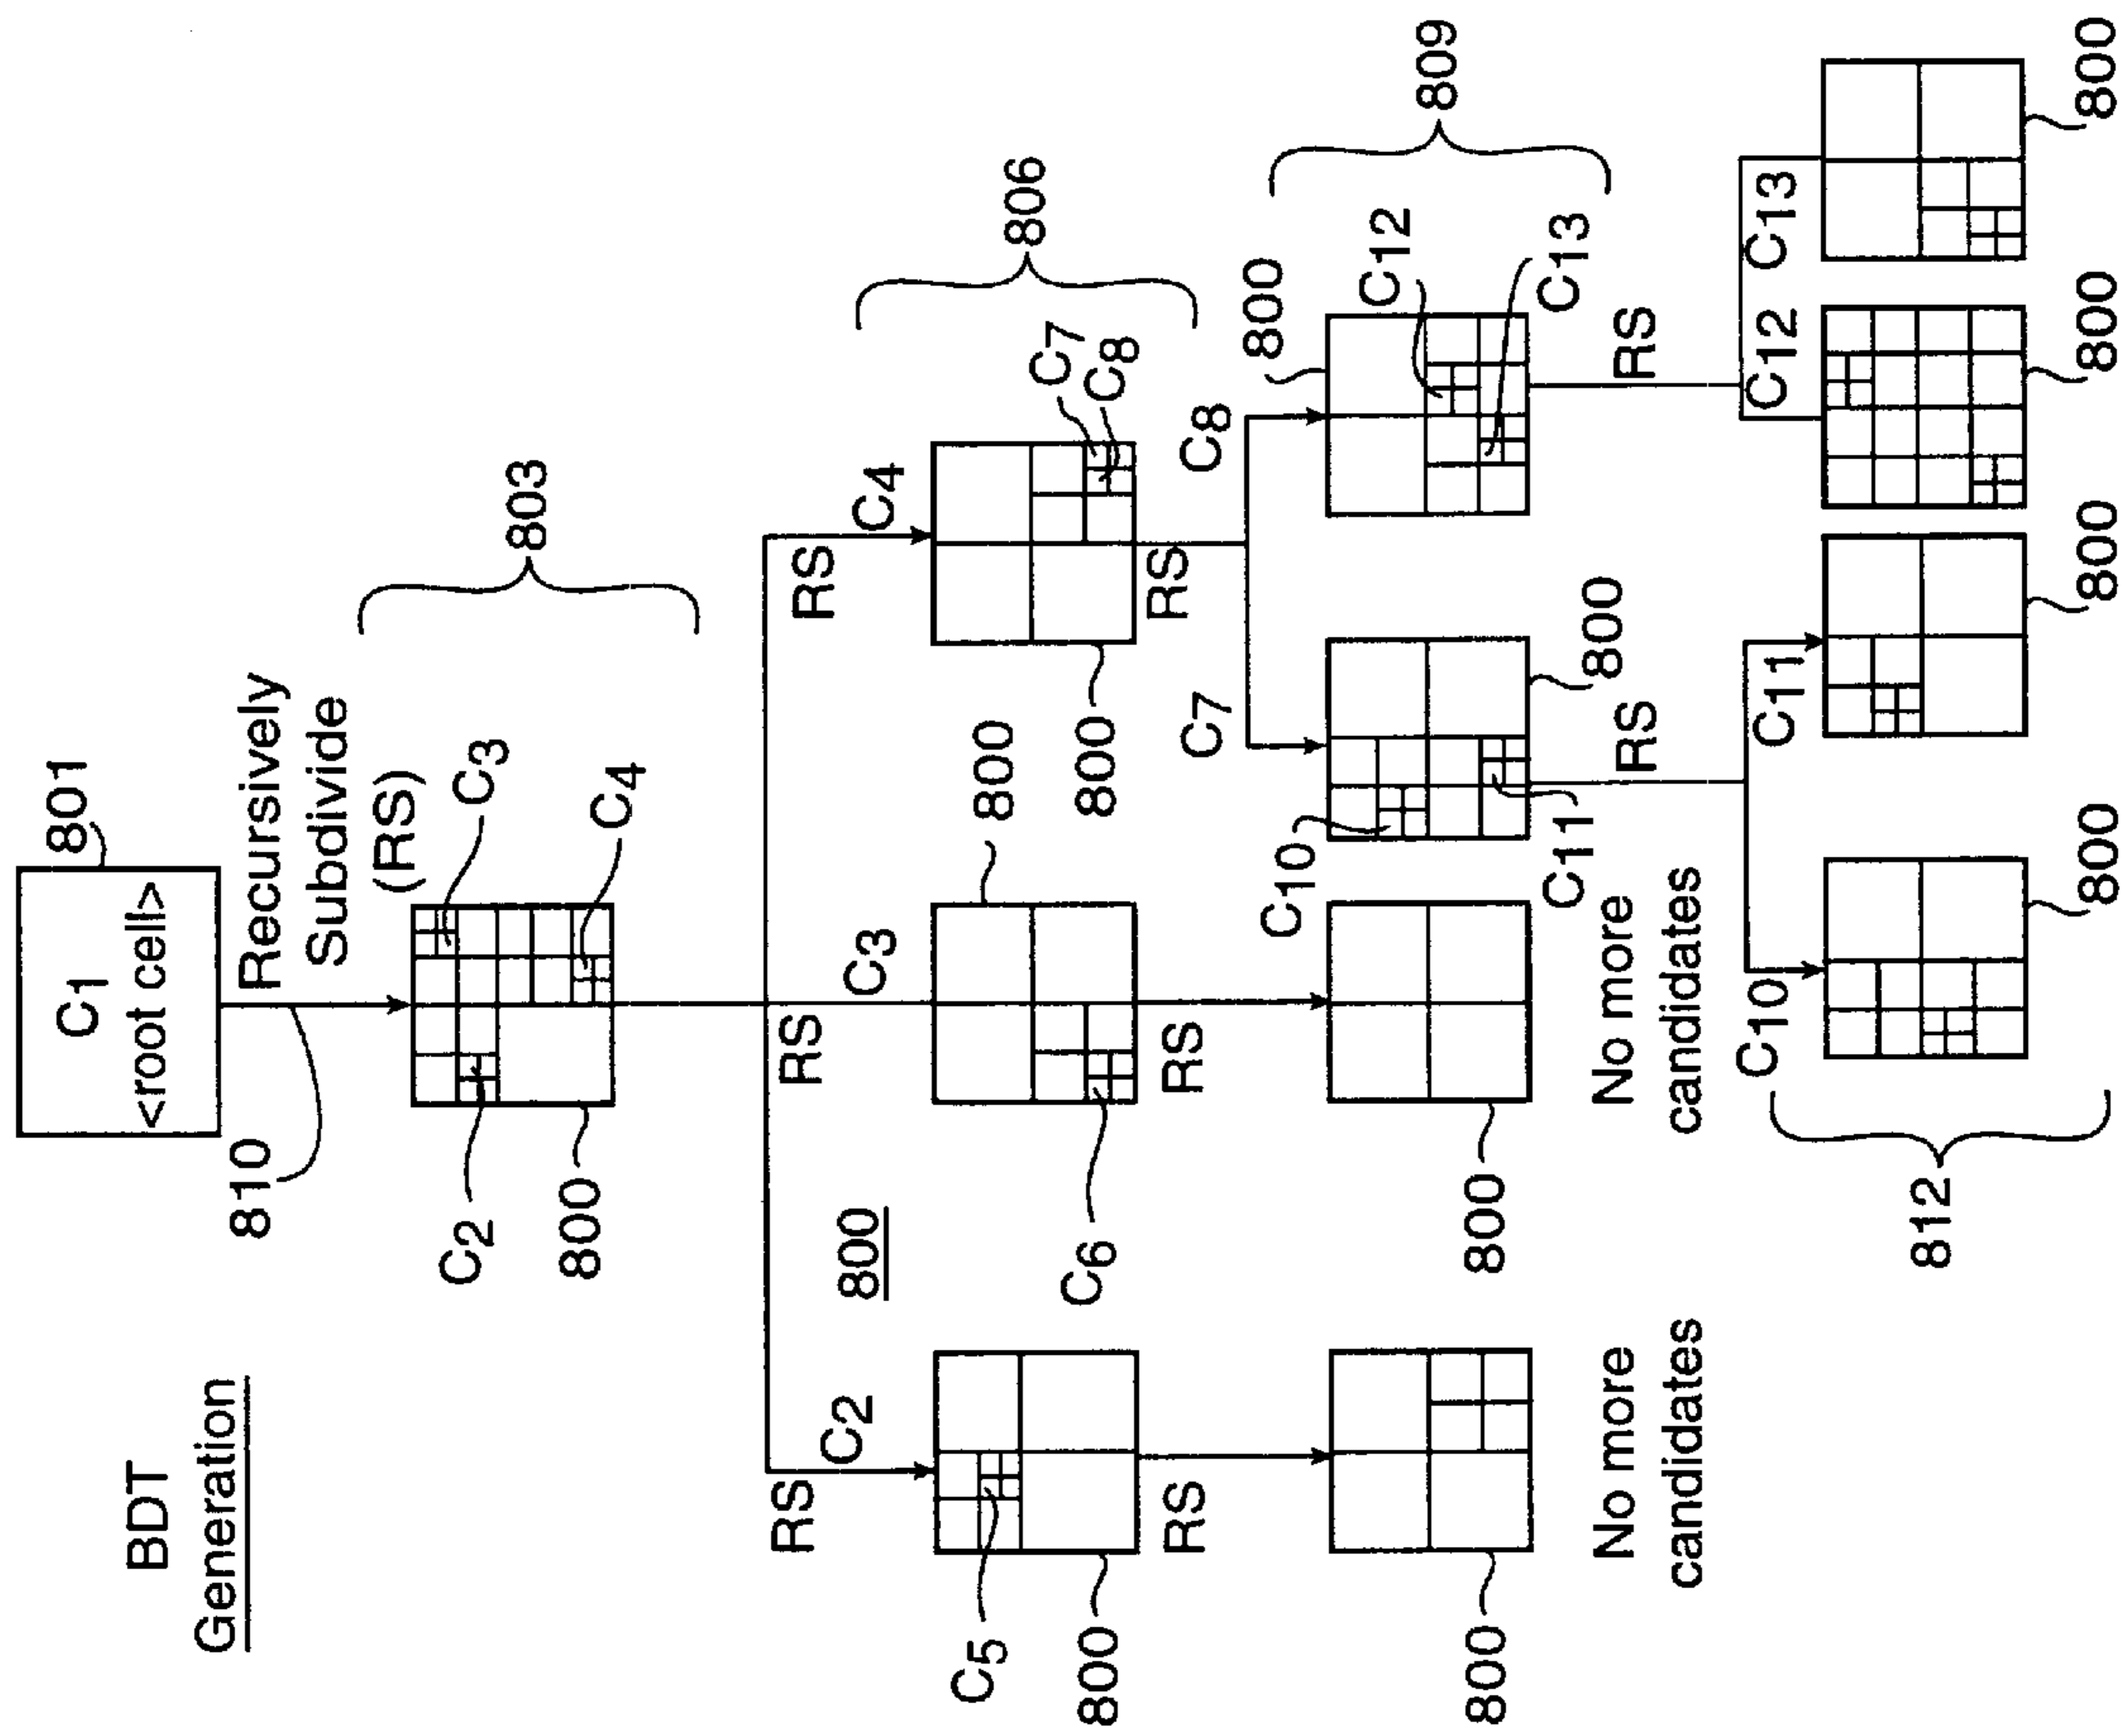 BDT
Generation
C1
<root cell>
801
810
Recursively
Subdivide
(RS)
803
C2
C3
C4
800
RS
C2
RS
C3
RS
C4
806
800
C5
800
C6
800
C7
C8
800
RS
RS
RS
C7
C8
809
800
No more
candidates
800
No more
candidates
C10
C11
800
RS
800
C12
C13
RS
812
C10
800
C11
800
C12
800
C13
800